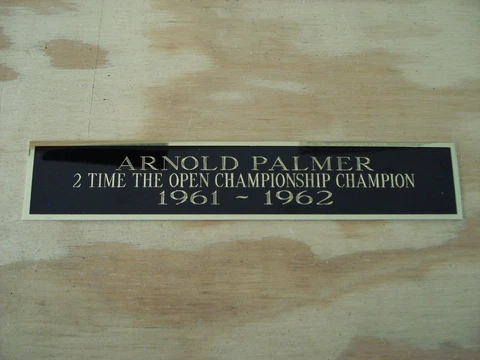 ARNOLD PALMER
2 TIME THE OPEN CHAMPIONSHIP CHAMPION
1961 ~ 1962